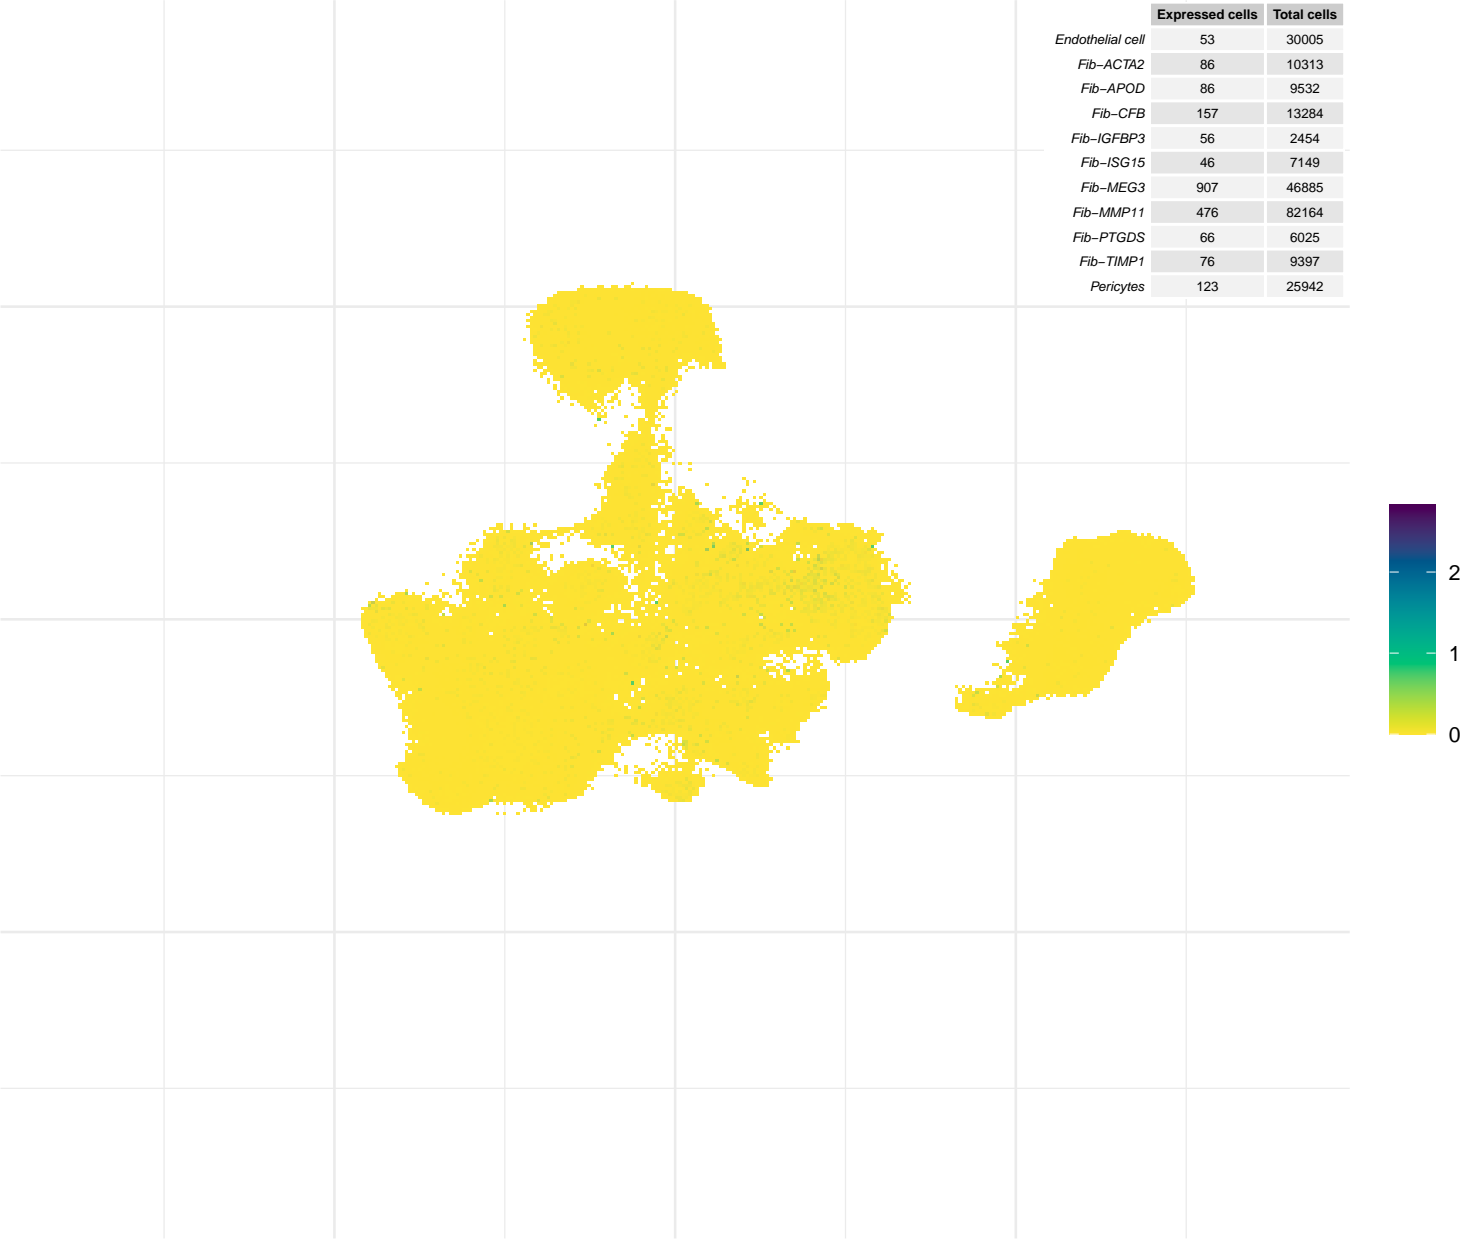 Expressed cells Total cells
Endothelial cell 53 30005
Fib−ACTA2 86 10313
Fib−APOD 86 9532
Fib−CFB 157 13284
Fib−IGFBP3 56 2454
Fib−ISG15 46 7149
Fib−MEG3 907 46885
Fib−MMP11 476 82164
Fib−PTGDS 66 6025
Fib−TIMP1 76 9397
Pericytes 123 25942
2
1
0